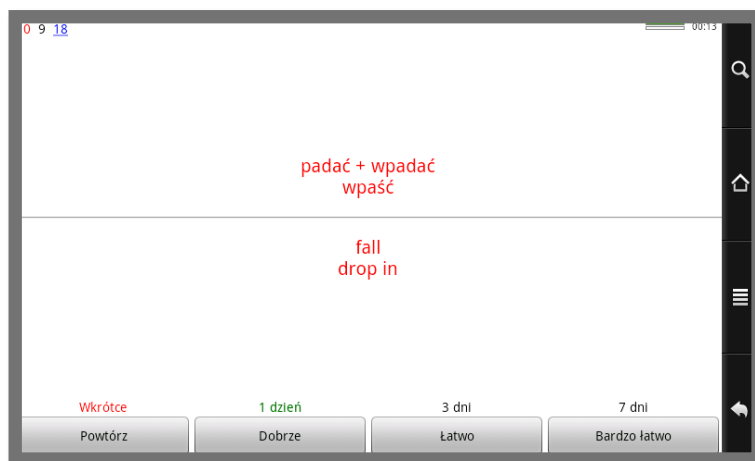 0 9 18
00:13
padać + wpadać
wpaść
fall
drop in
Wkrótce 1 dzień 3 dni 7 dni
Powtórz Dobrze Łatwo Bardzo łatwo